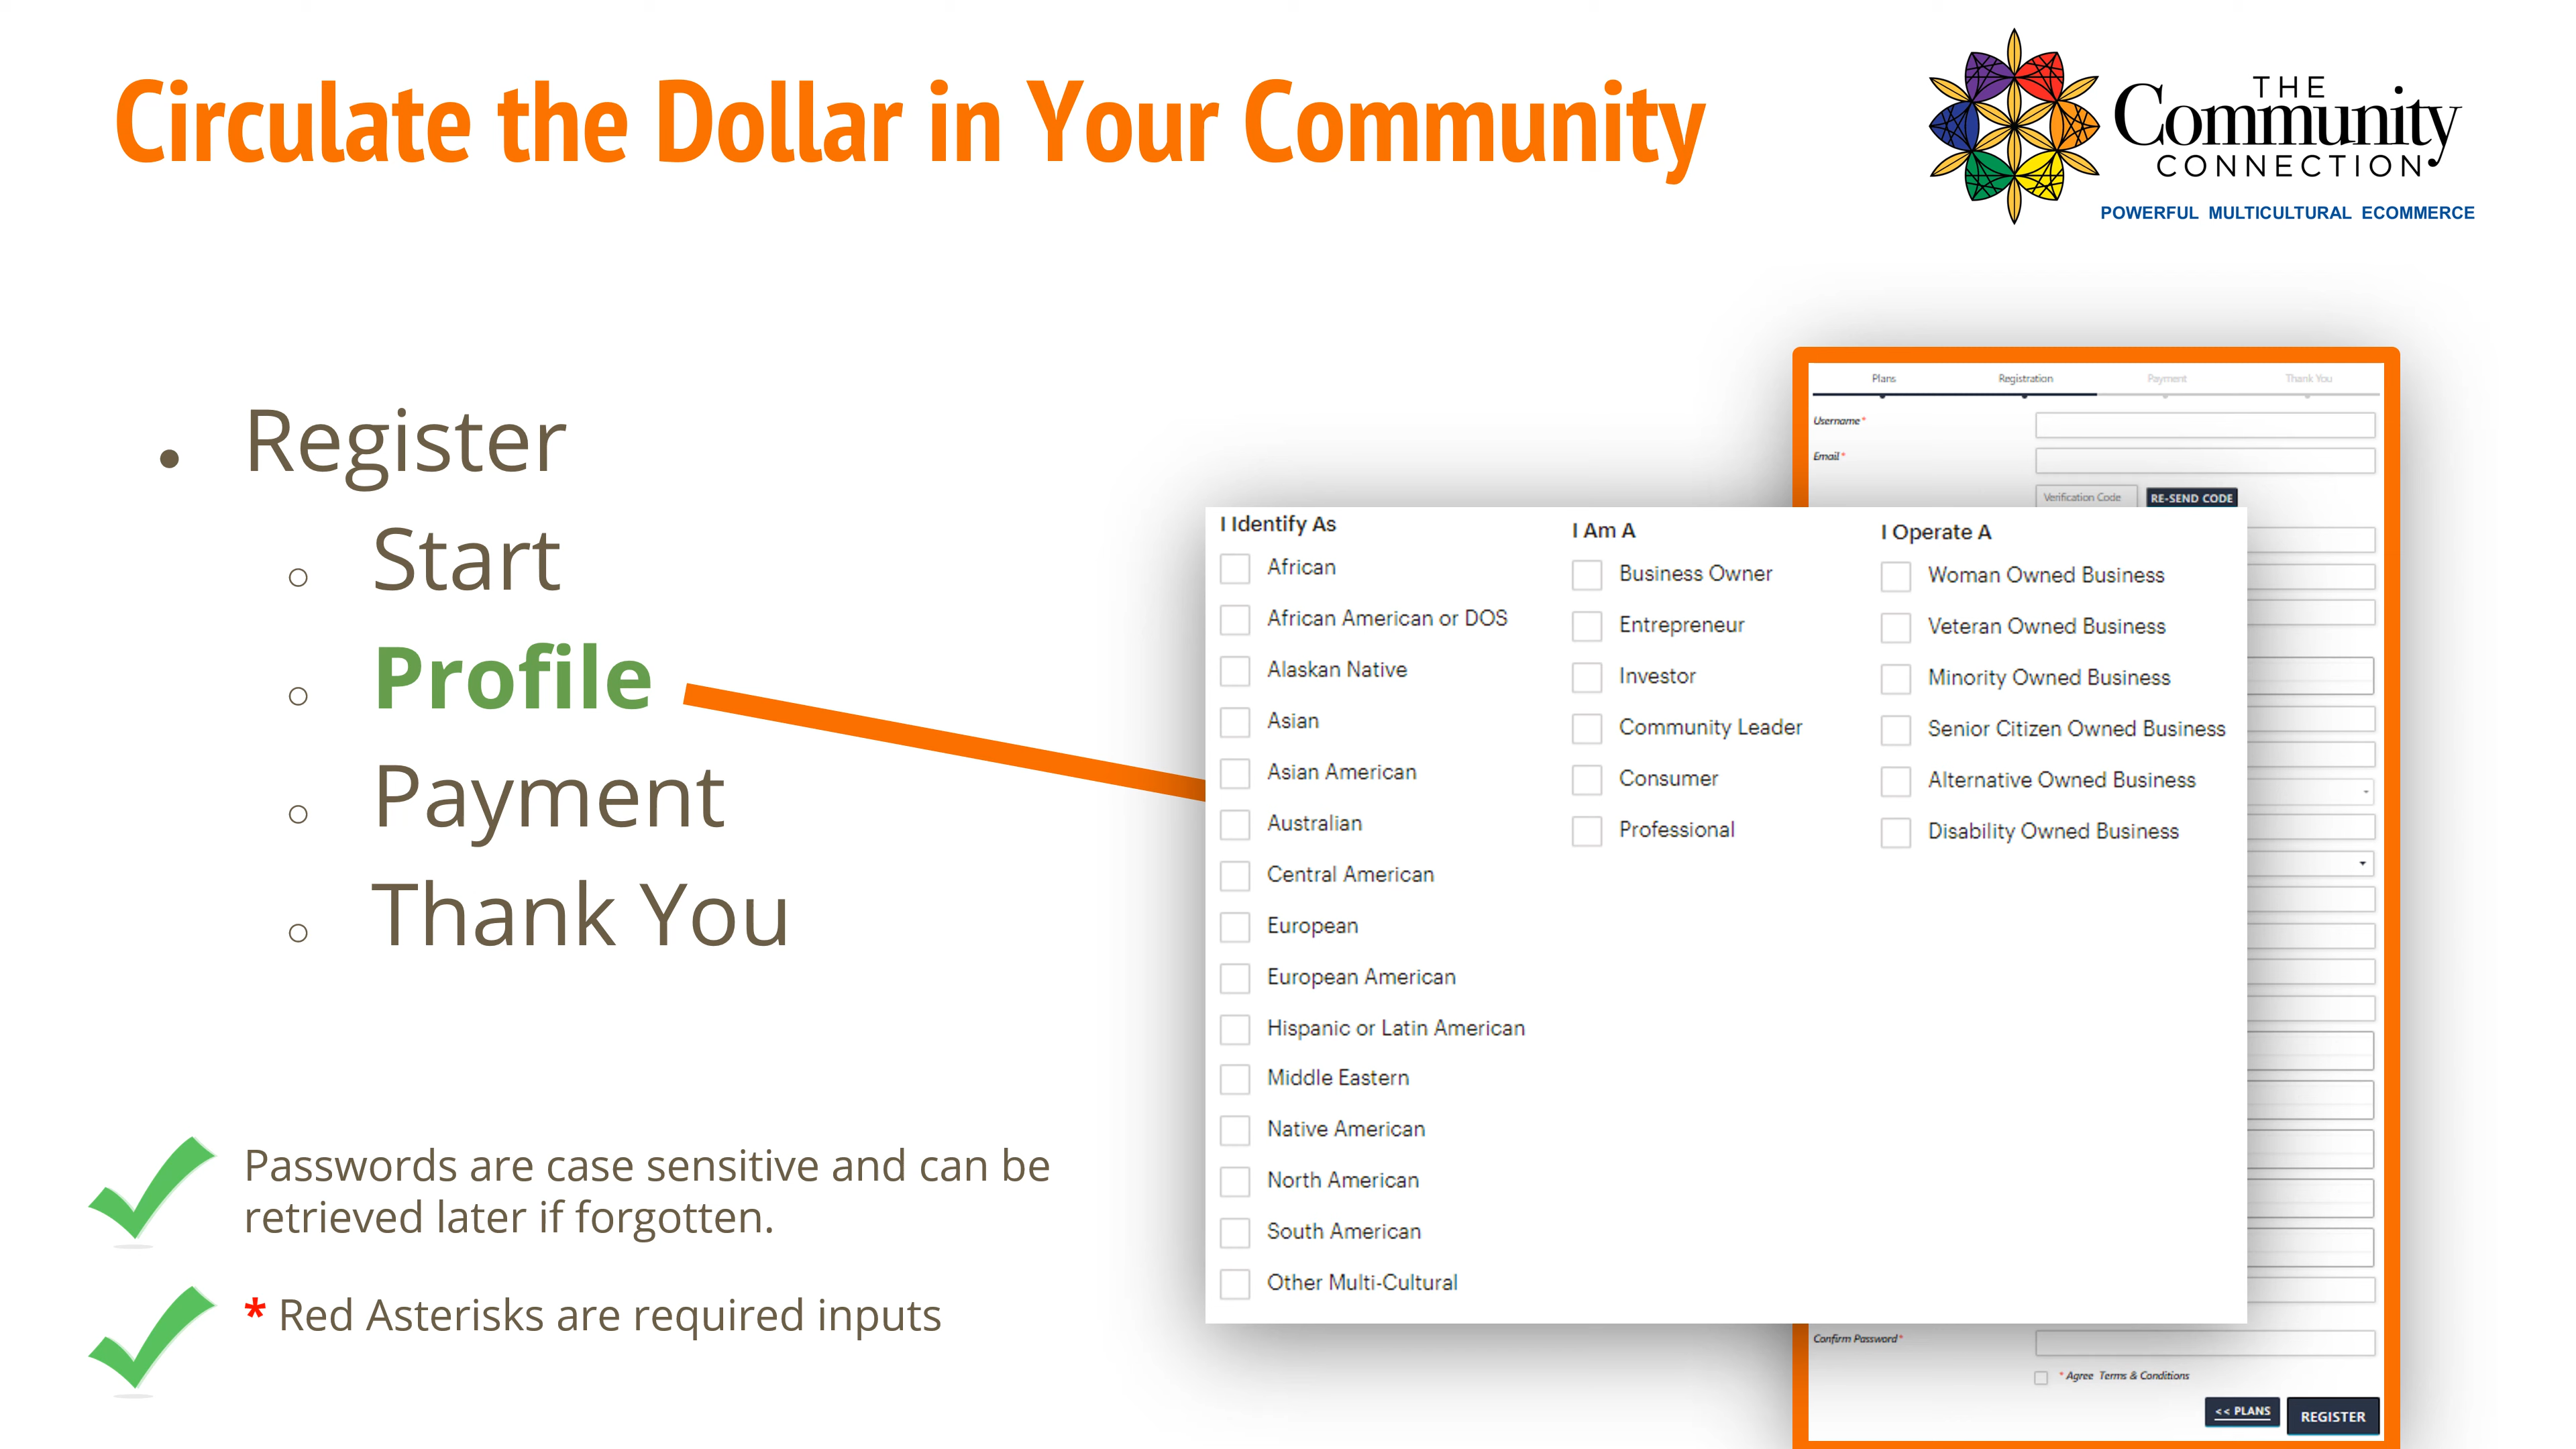 Circulate the Dollar in Your Community
THE
Community
CONNECTION
POWERFUL MULTICULTURAL ECOMMERCE
• Register
○ Start
○ Profile
○ Payment
○ Thank You
Passwords are case sensitive and can be
retrieved later if forgotten.
* Red Asterisks are required inputs
Plans Registration Payment Thank You
Username *
Email *
Verification Code RE-SEND CODE
I Identify As
African
African American or DOS
Alaskan Native
Asian
Asian American
Australian
Central American
European
European American
Hispanic or Latin American
Middle Eastern
Native American
North American
South American
Other Multi-Cultural
I Am A
Business Owner
Entrepreneur
Investor
Community Leader
Consumer
Professional
I Operate A
Woman Owned Business
Veteran Owned Business
Minority Owned Business
Senior Citizen Owned Business
Alternative Owned Business
Disability Owned Business
Confirm Password *
* Agree Terms & Conditions
<< PLANS REGISTER